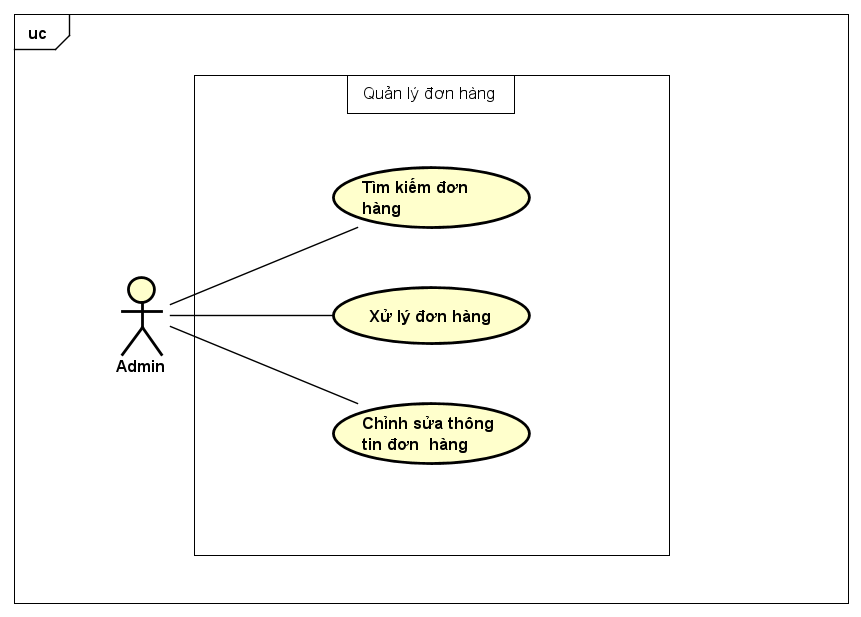 uc
Quản lý đơn hàng
Tìm kiếm đơn
hàng
Xử lý đơn hàng
Admin
Chỉnh sửa thông
tin đơn  hàng